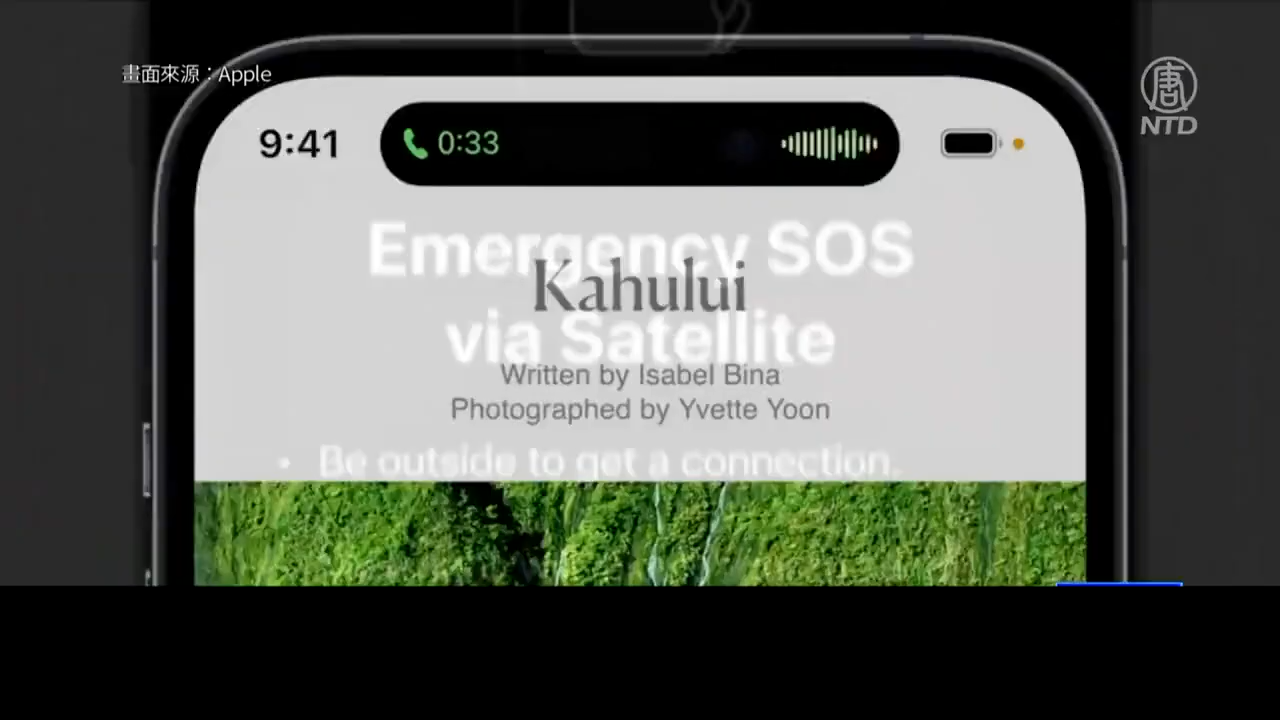 畫面來源：Apple
唐
NTD
9:41
0:33
Emergency SOS
Kahului
via Satellite
Written by Isabel Bina
Photographed by Yvette Yoon
• Be outside to get a connection.